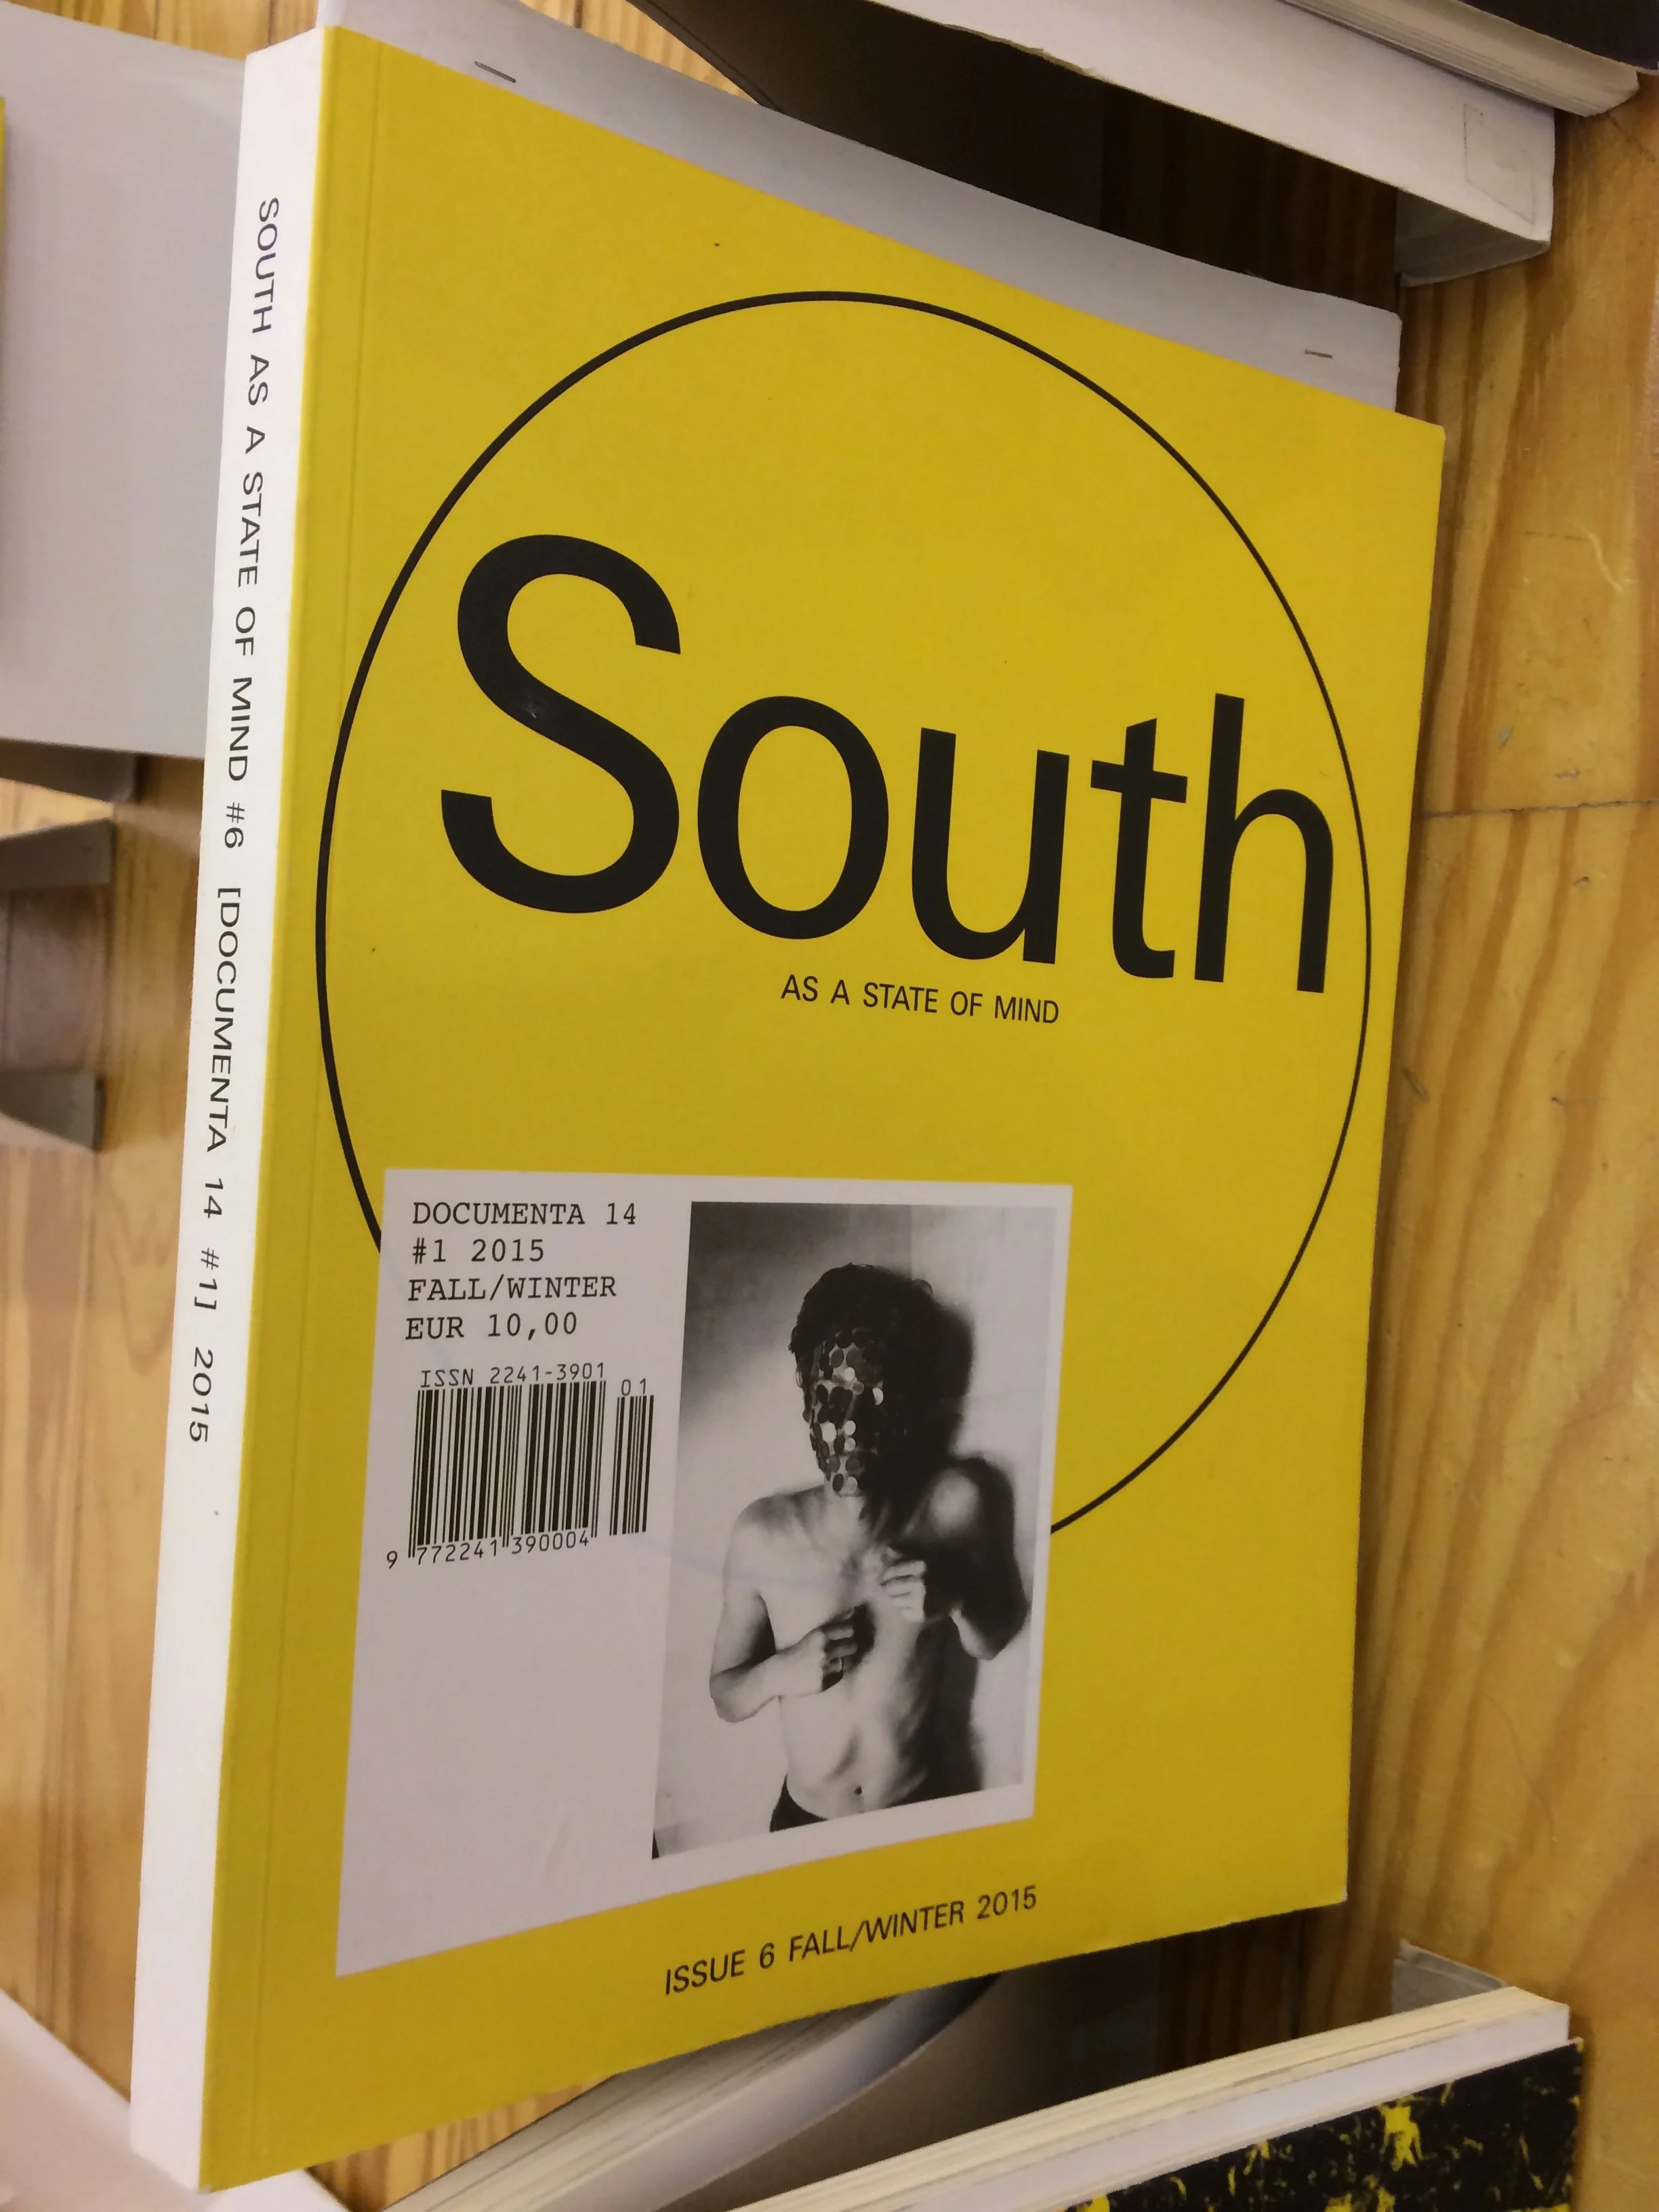 SOUTH AS A STATE OF MIND #6 [DOCUMENTA 14 #1] 2015
South
AS A STATE OF MIND
DOCUMENTA 14
#1 2015
FALL/WINTER
EUR 10,00
ISSN 2241-3901
01
9 772241 390004
ISSUE 6 FALL/WINTER 2015